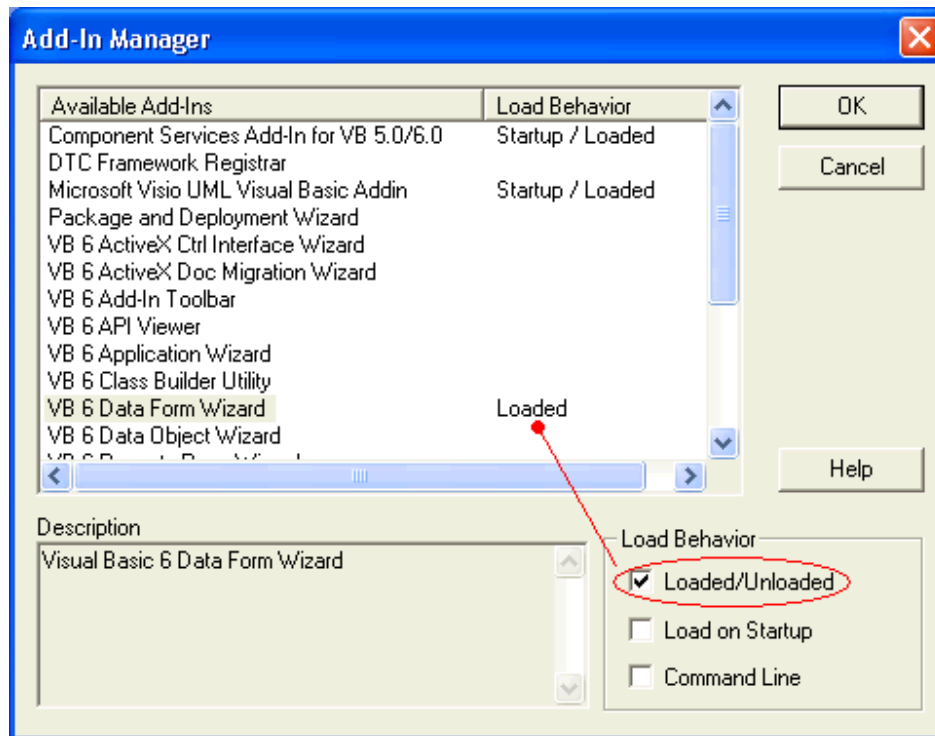 Add-In Manager
Available Add-Ins Load Behavior
Component Services Add-In for VB 5.0/6.0 Startup / Loaded
DTC Framework Registrar
Microsoft Visio UML Visual Basic Addin Startup / Loaded
Package and Deployment Wizard
VB 6 ActiveX Ctrl Interface Wizard
VB 6 ActiveX Doc Migration Wizard
VB 6 Add-In Toolbar
VB 6 API Viewer
VB 6 Application Wizard
VB 6 Class Builder Utility
VB 6 Data Form Wizard Loaded
VB 6 Data Object Wizard
OK
Cancel
Help
Description
Visual Basic 6 Data Form Wizard
Load Behavior
Loaded/Unloaded
Load on Startup
Command Line